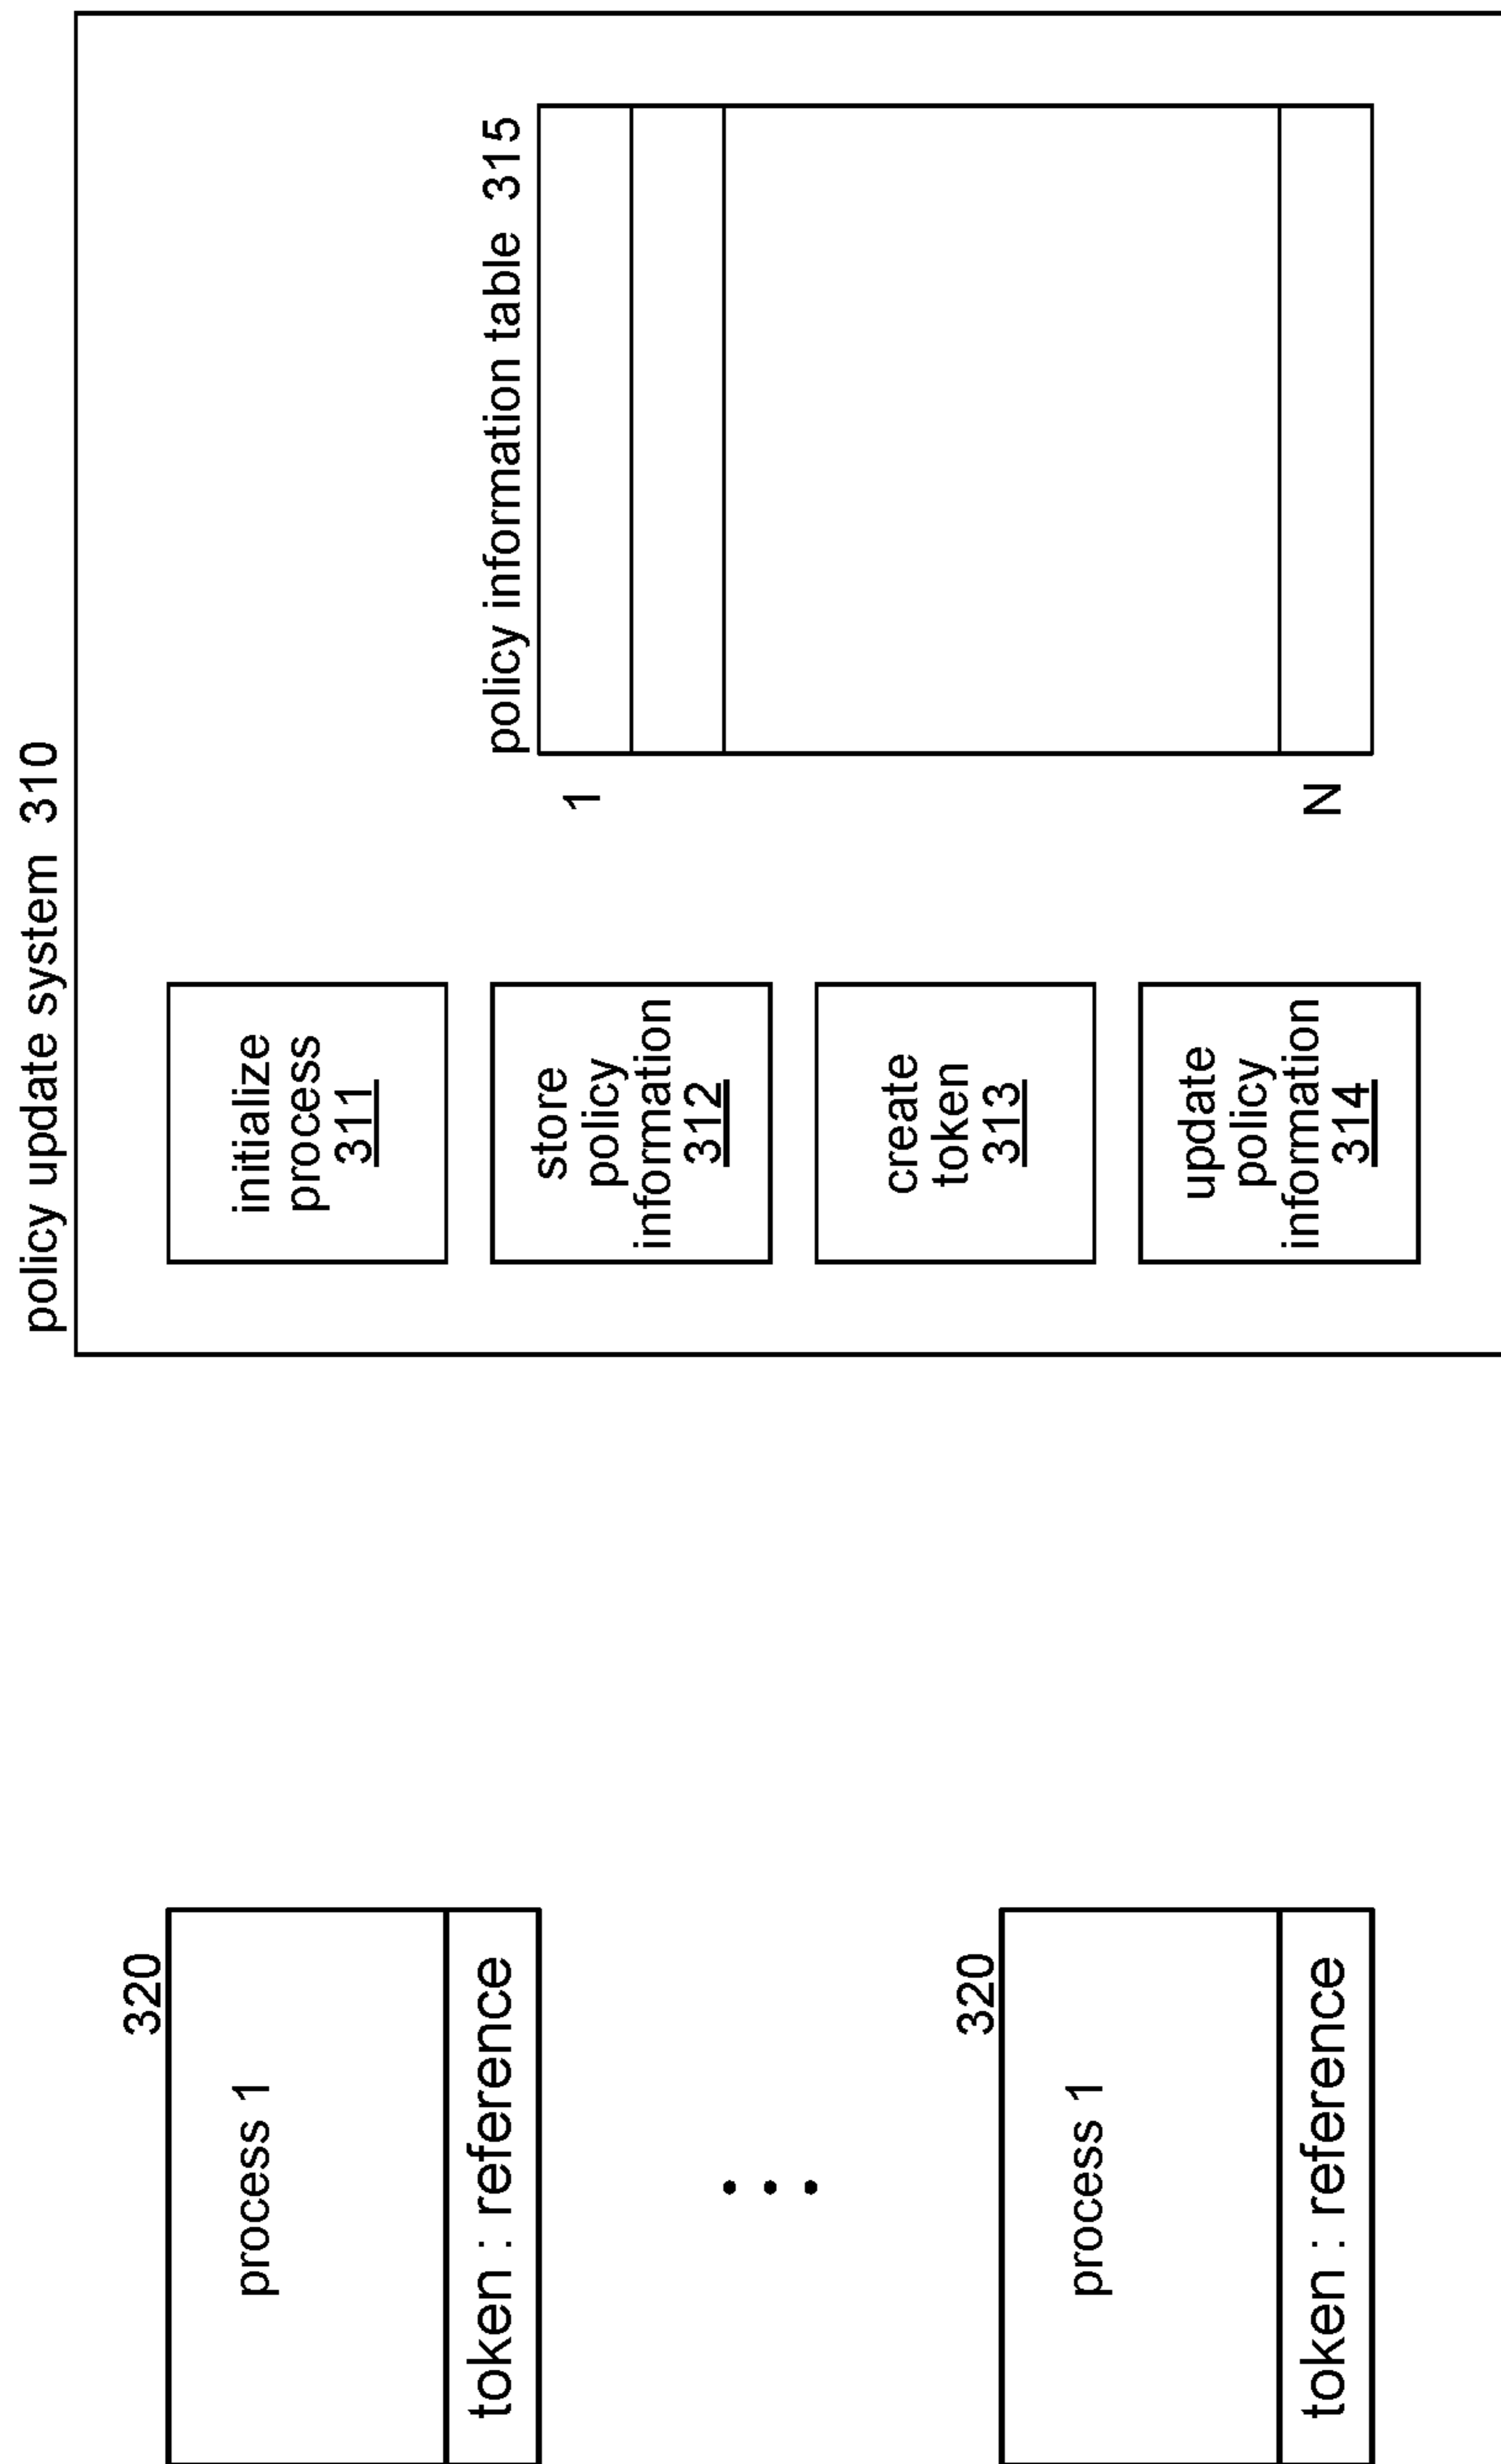 policy update system 310
320
process 1
token : reference
320
process 1
token : reference
initialize
process
311
store
policy
information
312
create
token
313
update
policy
information
314
policy information table 315
1
N